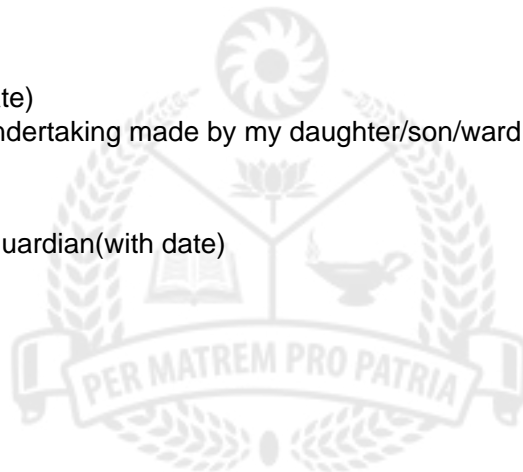 te)
ndertaking made by my daughter/son/ward
uardian(with date)
PER MATREM PRO PATRIA